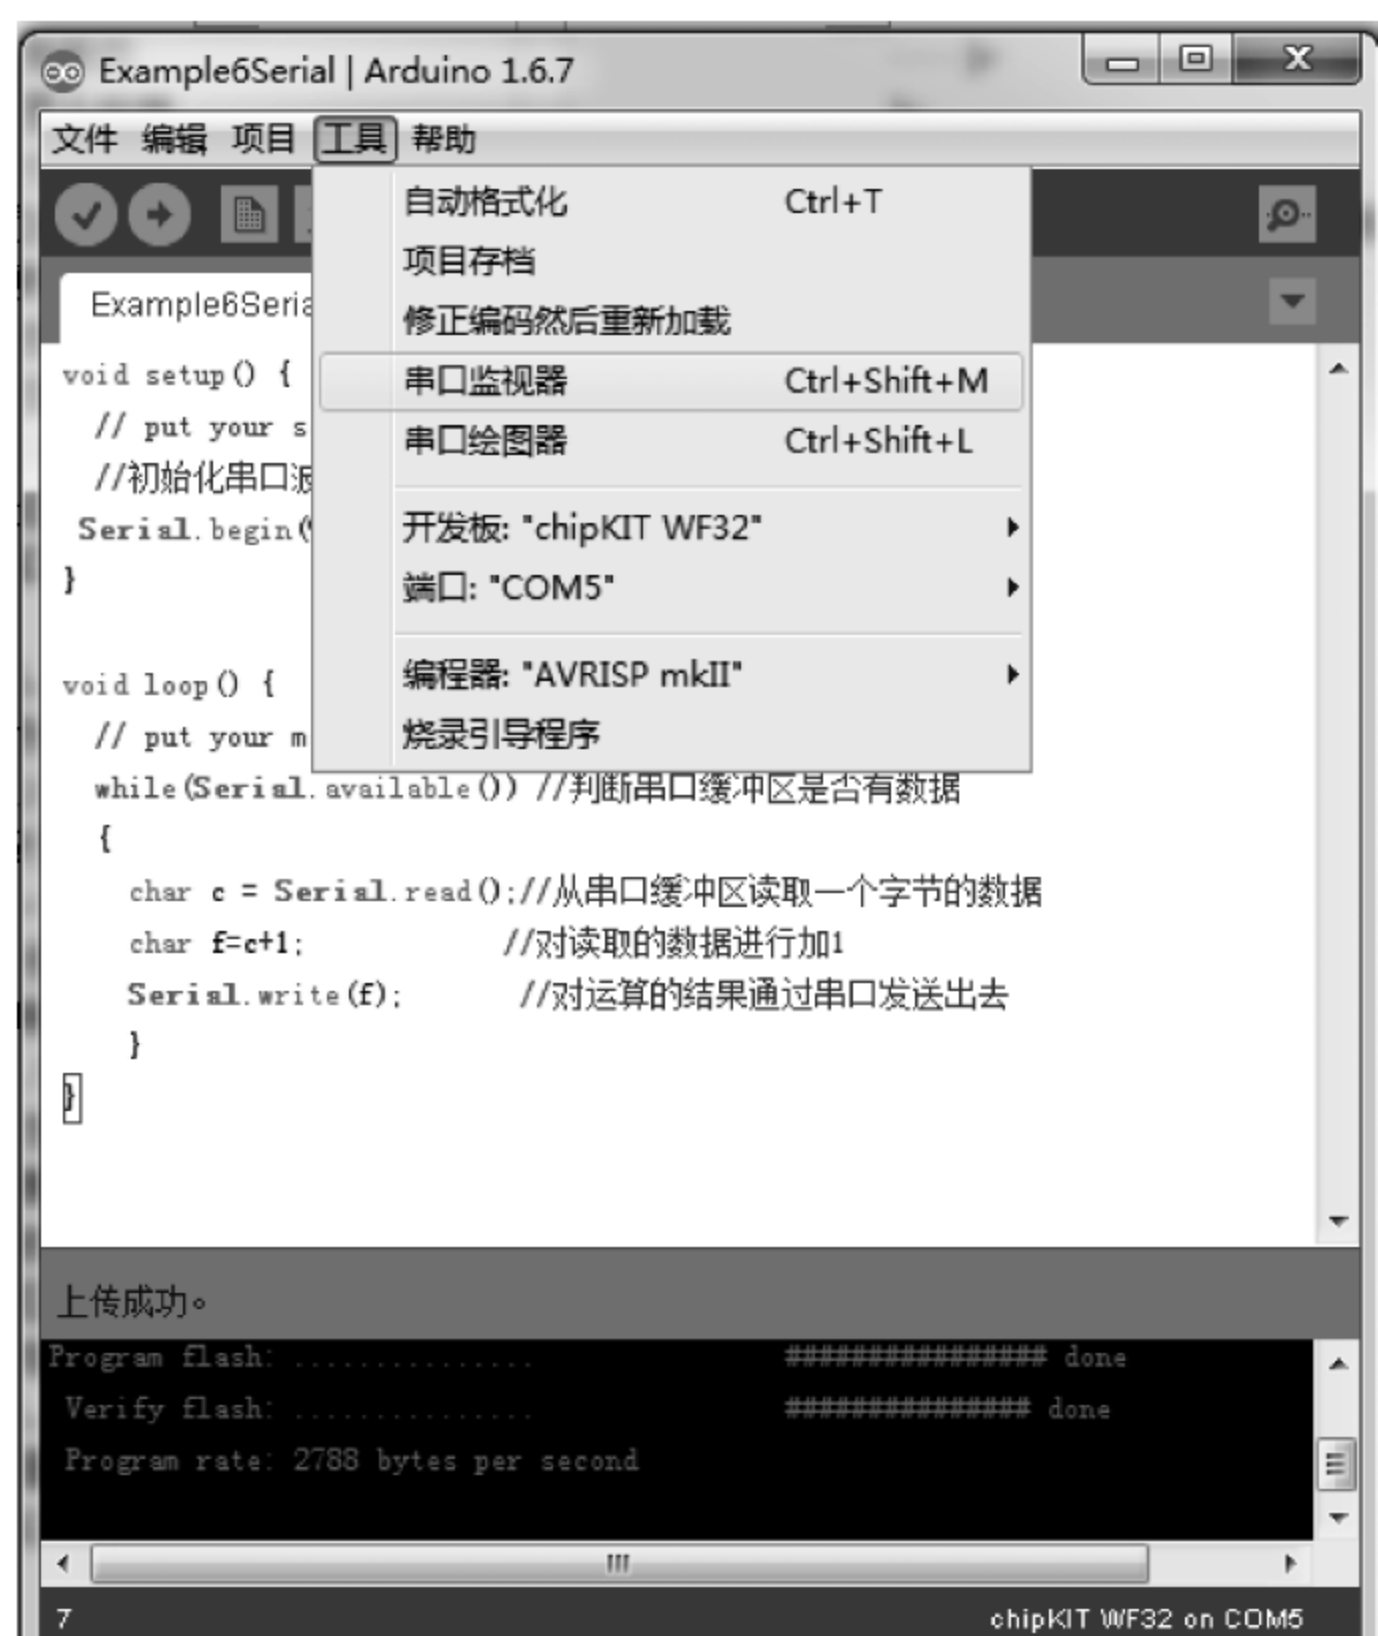 Example6Serial | Arduino 1.6.7
文件 编辑 项目 工具 帮助
自动格式化 Ctrl+T
项目存档
修正编码然后重新加载
串口监视器 Ctrl+Shift+M
串口绘图器 Ctrl+Shift+L
开发板: "chipKIT WF32"
端口: "COM5"
编程器: "AVRISP mkII"
烧录引导程序
Example6Seria
void setup() {
// put your s
//初始化串口波
Serial.begin(
}
void loop() {
// put your m
while(Serial.available()) //判断串口缓冲区是否有数据
{
char c = Serial.read();//从串口缓冲区读取一个字节的数据
char f=c+1; //对读取的数据进行加1
Serial.write(f); //对运算的结果通过串口发送出去
}
}
上传成功。
Program flash: ............... ################ done
Verify flash: ............... ############### done
Program rate: 2788 bytes per second
7 chipKIT WF32 on COM5